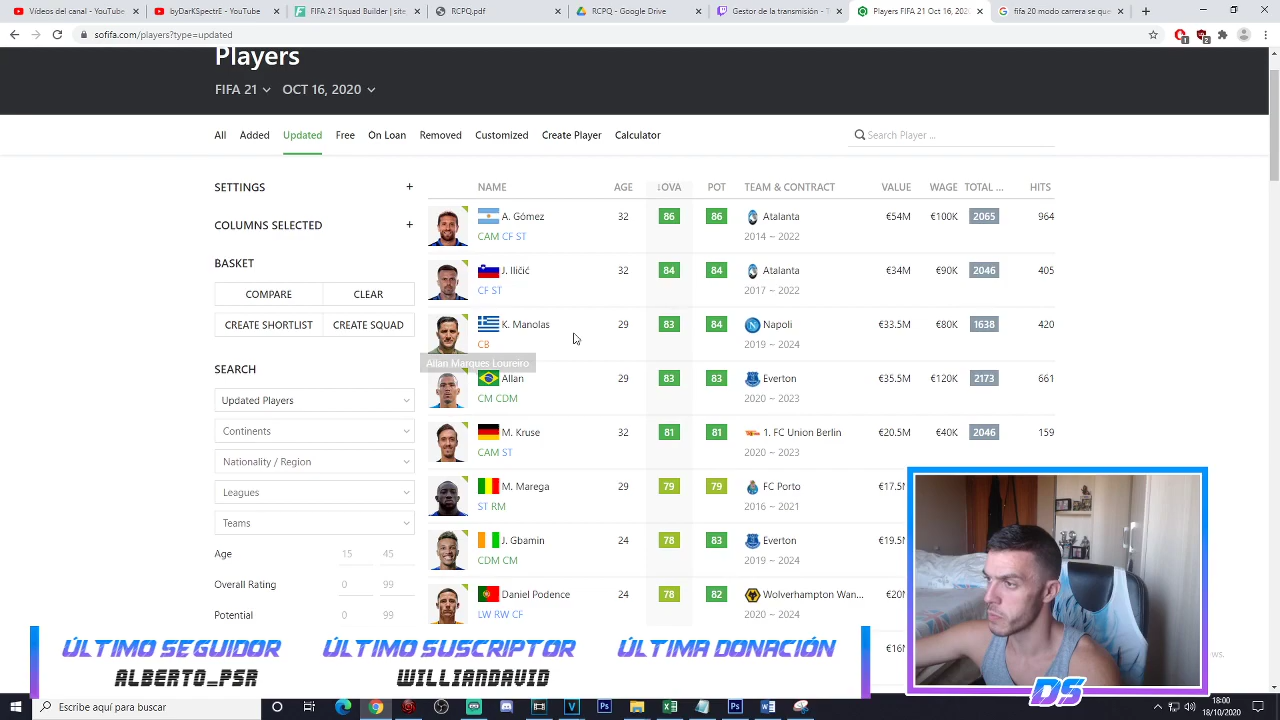 Vídeos del canal - YouTube
byDarKSpectrE - YouTube
FIFA 21 Squad Builder | site
RCPQ.pdf
RCPQ - Google Drive
Gestor de la transmisión - T
Players FIFA 21 Oct 16, 202
fifa 20 modo carrera se que
sofifa.com/players?type=updated
Players
FIFA 21 OCT 16, 2020
All Added Updated Free On Loan Removed Customized Create Player Calculator
Search Player ...
SETTINGS +
COLUMNS SELECTED +
BASKET
COMPARE CLEAR
CREATE SHORTLIST CREATE SQUAD
SEARCH
Updated Players
Continents
Nationality / Region
Leagues
Teams
Age 15 45
Overall Rating 0 99
Potential 0 99
NAME AGE ↓OVA POT TEAM & CONTRACT VALUE WAGE TOTAL ... HITS
A. Gómez 32 86 86 Atalanta €54M €100K 2065 964
CAM CF ST 2014 ~ 2022
J. Iličić 32 84 84 Atalanta €34M €90K 2046 405
CF ST 2017 ~ 2022
K. Manolas 29 83 84 Napoli €33.5M €80K 1638 420
CB 2019 ~ 2024
Allan Marques Loureiro
Allan 29 83 83 Everton €35.5M €120K 2173 661
CM CDM 2020 ~ 2023
M. Kruse 32 81 81 1. FC Union Berlin €20.5M €40K 2046 159
CAM ST 2020 ~ 2023
M. Marega 29 79 79 FC Porto €17.5M
ST RM 2016 ~ 2021
J. Gbamin 24 78 83 Everton €19.5M
CDM CM 2019 ~ 2024
Daniel Podence 24 78 82 Wolverhampton Wan... €20M
LW RW CF 2020 ~ 2024
€16M
ws.
ÚLTIMO SEGUIDOR ÚLTIMO SUSCRIPTOR ÚLTIMA DONACIÓN
ALBERTO_PSR WILLIANDAVID
DS
Escribe aquí para buscar
18:00
18/10/2020